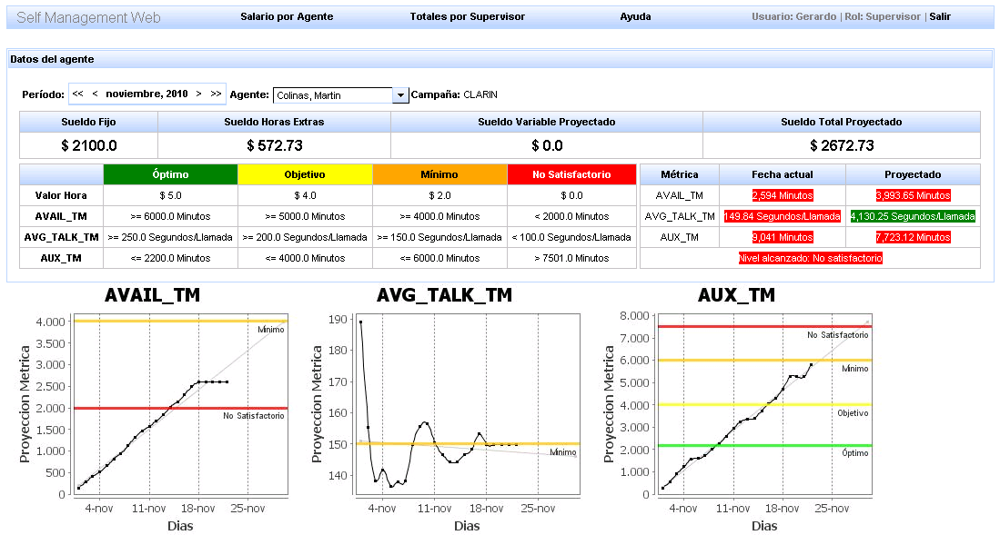 Self Management Web Salario por Agente Totales por Supervisor Ayuda Usuario: Gerardo | Rol: Supervisor | Salir
Datos del agente
Período: << < noviembre, 2010 > >> Agente: Colinas, Martin Campaña: CLARIN
Sueldo Fijo Sueldo Horas Extras Sueldo Variable Proyectado Sueldo Total Proyectado
$ 2100.0 $ 572.73 $ 0.0 $ 2672.73
Óptimo Objetivo Mínimo No Satisfactorio Métrica Fecha actual Proyectado
Valor Hora $ 5.0 $ 4.0 $ 2.0 $ 0.0 AVAIL_TM 2,594 Minutos 3,993.65 Minutos
AVAIL_TM >= 6000.0 Minutos >= 5000.0 Minutos >= 4000.0 Minutos < 2000.0 Minutos AVG_TALK_TM 149.84 Segundos/Llamada 4,130.25 Segundos/Llamada
AVG_TALK_TM >= 250.0 Segundos/Llamada >= 200.0 Segundos/Llamada >= 150.0 Segundos/Llamada < 100.0 Segundos/Llamada AUX_TM 9,041 Minutos 7,723.12 Minutos
AUX_TM <= 2200.0 Minutos <= 4000.0 Minutos <= 6000.0 Minutos > 7501.0 Minutos Nivel alcanzado: No satisfactorio
AVAIL_TM
Proyeccion Metrica
4.000
3.500
3.000
2.500
2.000
1.500
1.000
500
0
Mínimo
No Satisfactorio
4-nov 11-nov 18-nov 25-nov
Dias
AVG_TALK_TM
Proyeccion Metrica
190
180
170
160
150
140
Mínimo
4-nov 11-nov 18-nov 25-nov
Dias
AUX_TM
Proyeccion Metrica
8.000
7.000
6.000
5.000
4.000
3.000
2.000
1.000
0
No Satisfactorio
Mínimo
Objetivo
Óptimo
4-nov 11-nov 18-nov 25-nov
Dias